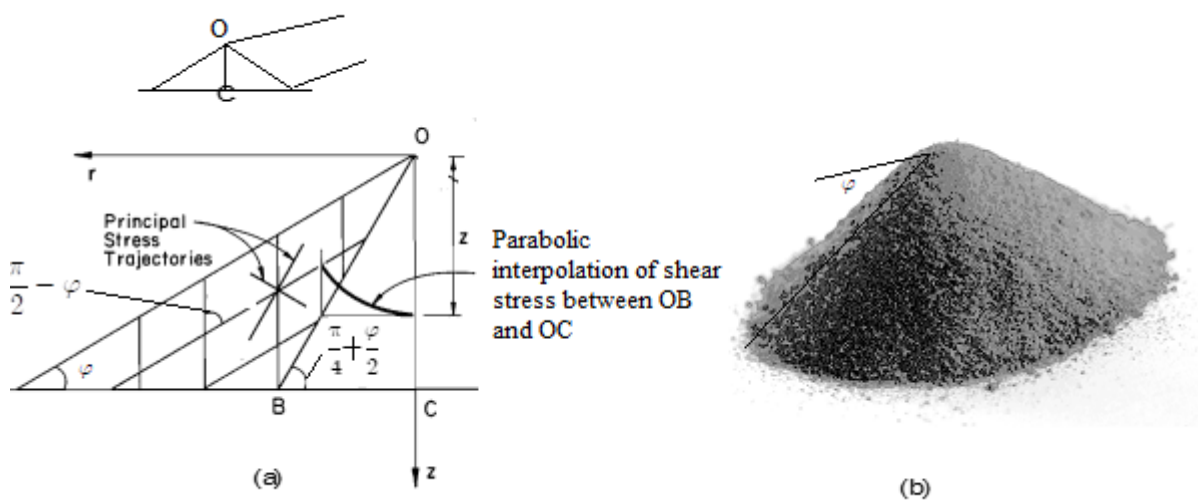 O
C
O
r
Principal
Stress
Trajectories
z
Parabolic
interpolation of shear
stress between OB
and OC
π/2 − φ
π/4 + φ/2
φ
B
C
z
(a)
φ
(b)